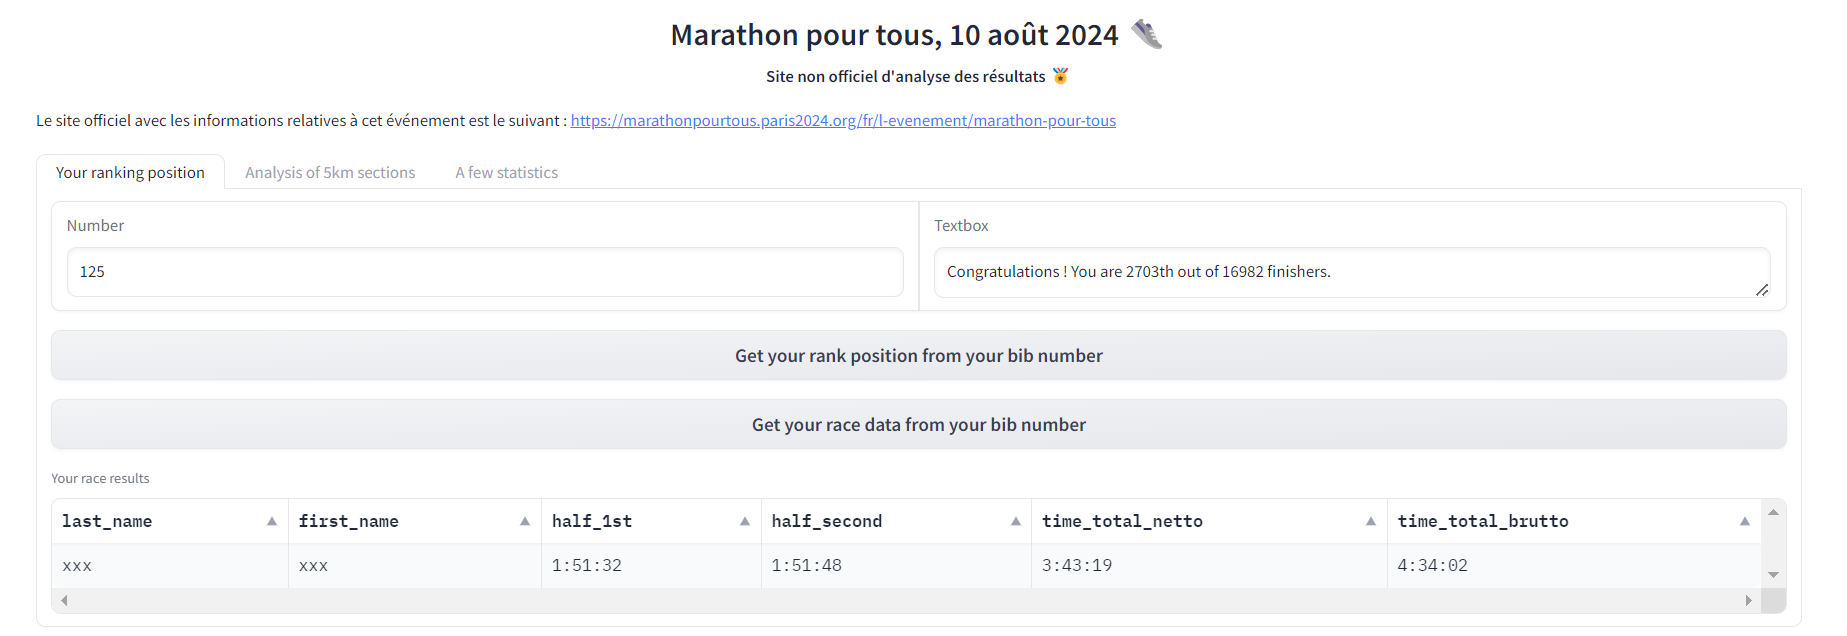 Marathon pour tous, 10 août 2024 👟
Site non officiel d'analyse des résultats 🏅
Le site officiel avec les informations relatives à cet événement est le suivant : https://marathonpourtous.paris2024.org/fr/l-evenement/marathon-pour-tous
Your ranking position Analysis of 5km sections A few statistics
Number Textbox
125 Congratulations ! You are 2703th out of 16982 finishers.
Get your rank position from your bib number
Get your race data from your bib number
Your race results
last_name first_name half_1st half_second time_total_netto time_total_brutto
xxx xxx 1:51:32 1:51:48 3:43:19 4:34:02